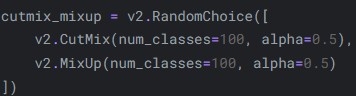 cutmix_mixup = v2.RandomChoice([
    v2.CutMix(num_classes=100, alpha=0.5),
    v2.MixUp(num_classes=100, alpha=0.5)
])